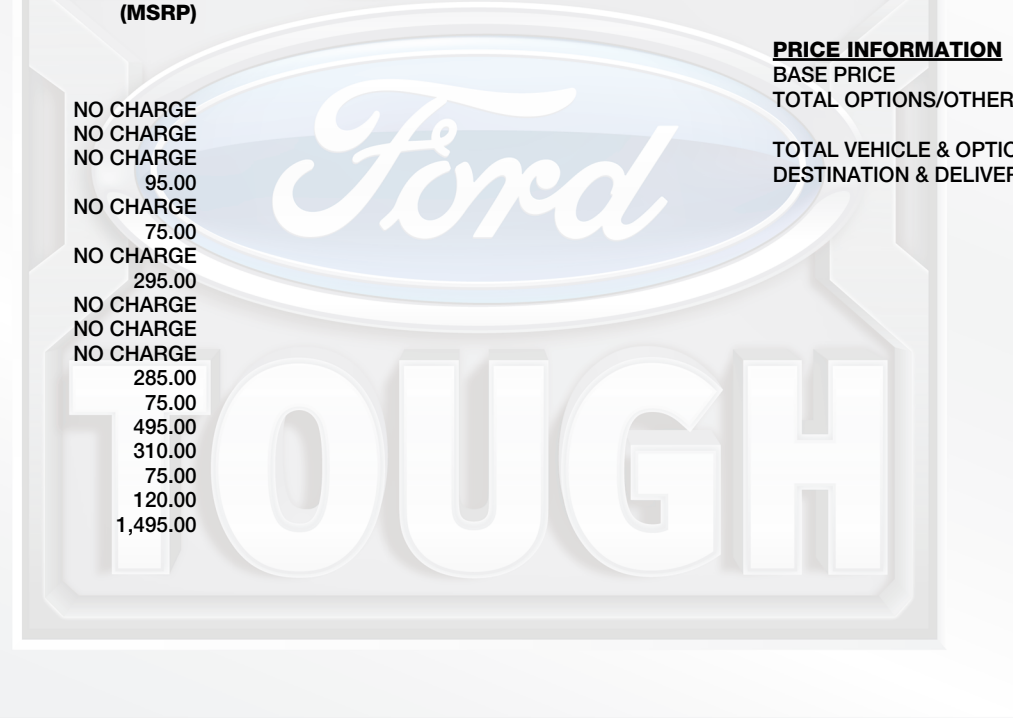 (MSRP)
NO CHARGE
NO CHARGE
NO CHARGE
95.00
NO CHARGE
75.00
NO CHARGE
295.00
NO CHARGE
NO CHARGE
NO CHARGE
285.00
75.00
495.00
310.00
75.00
120.00
1,495.00
PRICE INFORMATION
BASE PRICE
TOTAL OPTIONS/OTHER
TOTAL VEHICLE & OPTIO
DESTINATION & DELIVER
Ford
TOUGH